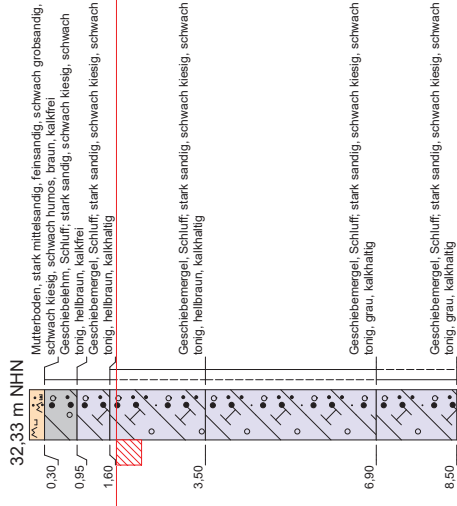 32,33 m NHN
Mutterboden, stark mittelsandig, feinsandig, schwach grobsandig,
schwach kiesig, schwach humos, braun, kalkfrei
0,30
Geschiebelehm, Schluff; stark sandig, schwach kiesig, schwach
tonig, hellbraun, kalkfrei
0,95
Geschiebemergel, Schluff; stark sandig, schwach kiesig, schwach
tonig, hellbraun, kalkhaltig
1,60
Geschiebemergel, Schluff; stark sandig, schwach kiesig, schwach
tonig, hellbraun, kalkhaltig
3,50
Geschiebemergel, Schluff; stark sandig, schwach kiesig, schwach
tonig, grau, kalkhaltig
6,90
Geschiebemergel, Schluff; stark sandig, schwach kiesig, schwach
tonig, grau, kalkhaltig
8,50